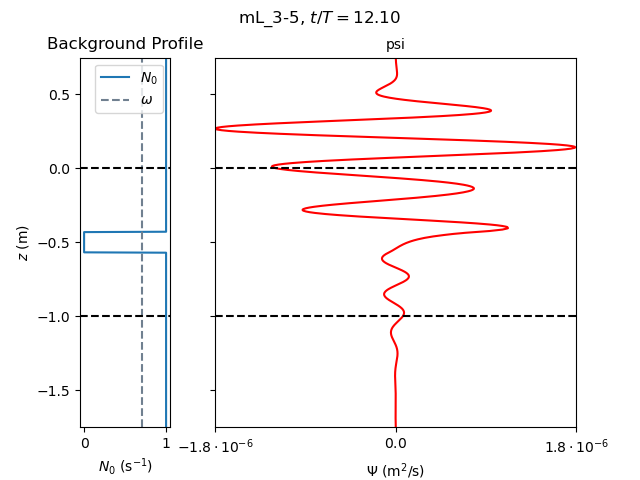 mL_3-5, t/T = 12.10
Background Profile
psi
N₀
ω
0.5
0.0
−0.5
−1.0
−1.5
z (m)
0 1
N₀ (s⁻¹)
−1.8 · 10⁻⁶ 0.0 1.8 · 10⁻⁶
Ψ (m²/s)